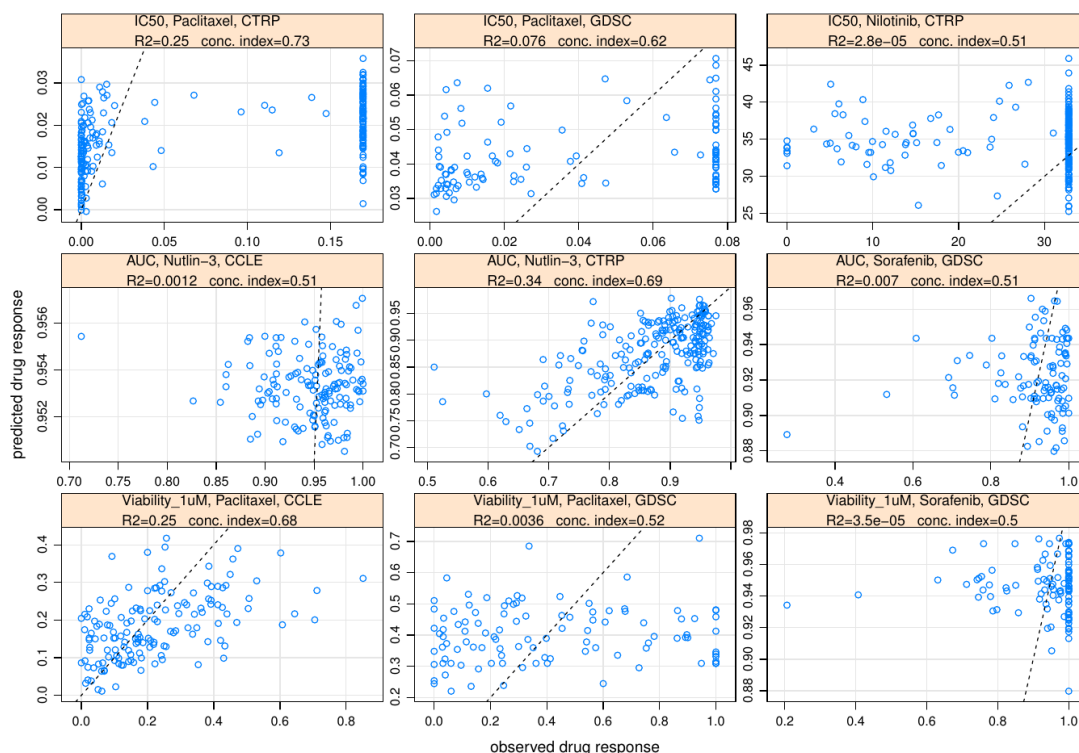 IC50, Paclitaxel, CTRP
R2=0.25 conc. index=0.73
IC50, Paclitaxel, GDSC
R2=0.076 conc. index=0.62
IC50, Nilotinib, CTRP
R2=2.8e-05 conc. index=0.51
0.03
0.02
0.01
0.00
0.07
0.06
0.05
0.04
0.03
45
40
35
30
25
0.00 0.05 0.10 0.15
0.00 0.02 0.04 0.06 0.08
0 10 20 30
AUC, Nutlin-3, CCLE
R2=0.0012 conc. index=0.51
AUC, Nutlin-3, CTRP
R2=0.34 conc. index=0.69
AUC, Sorafenib, GDSC
R2=0.007 conc. index=0.51
predicted drug response
0.956
0.954
0.952
0.95
0.90
0.85
0.80
0.75
0.70
0.96
0.94
0.92
0.90
0.88
0.70 0.75 0.80 0.85 0.90 0.95 1.00
0.5 0.6 0.7 0.8 0.9
0.4 0.6 0.8 1.0
Viability_1uM, Paclitaxel, CCLE
R2=0.25 conc. index=0.68
Viability_1uM, Paclitaxel, GDSC
R2=0.0036 conc. index=0.52
Viability_1uM, Sorafenib, GDSC
R2=3.5e-05 conc. index=0.5
0.4
0.3
0.2
0.1
0.0
0.7
0.6
0.5
0.4
0.3
0.2
0.98
0.96
0.94
0.92
0.90
0.88
0.0 0.2 0.4 0.6 0.8
0.0 0.2 0.4 0.6 0.8 1.0
0.2 0.4 0.6 0.8 1.0
observed drug response